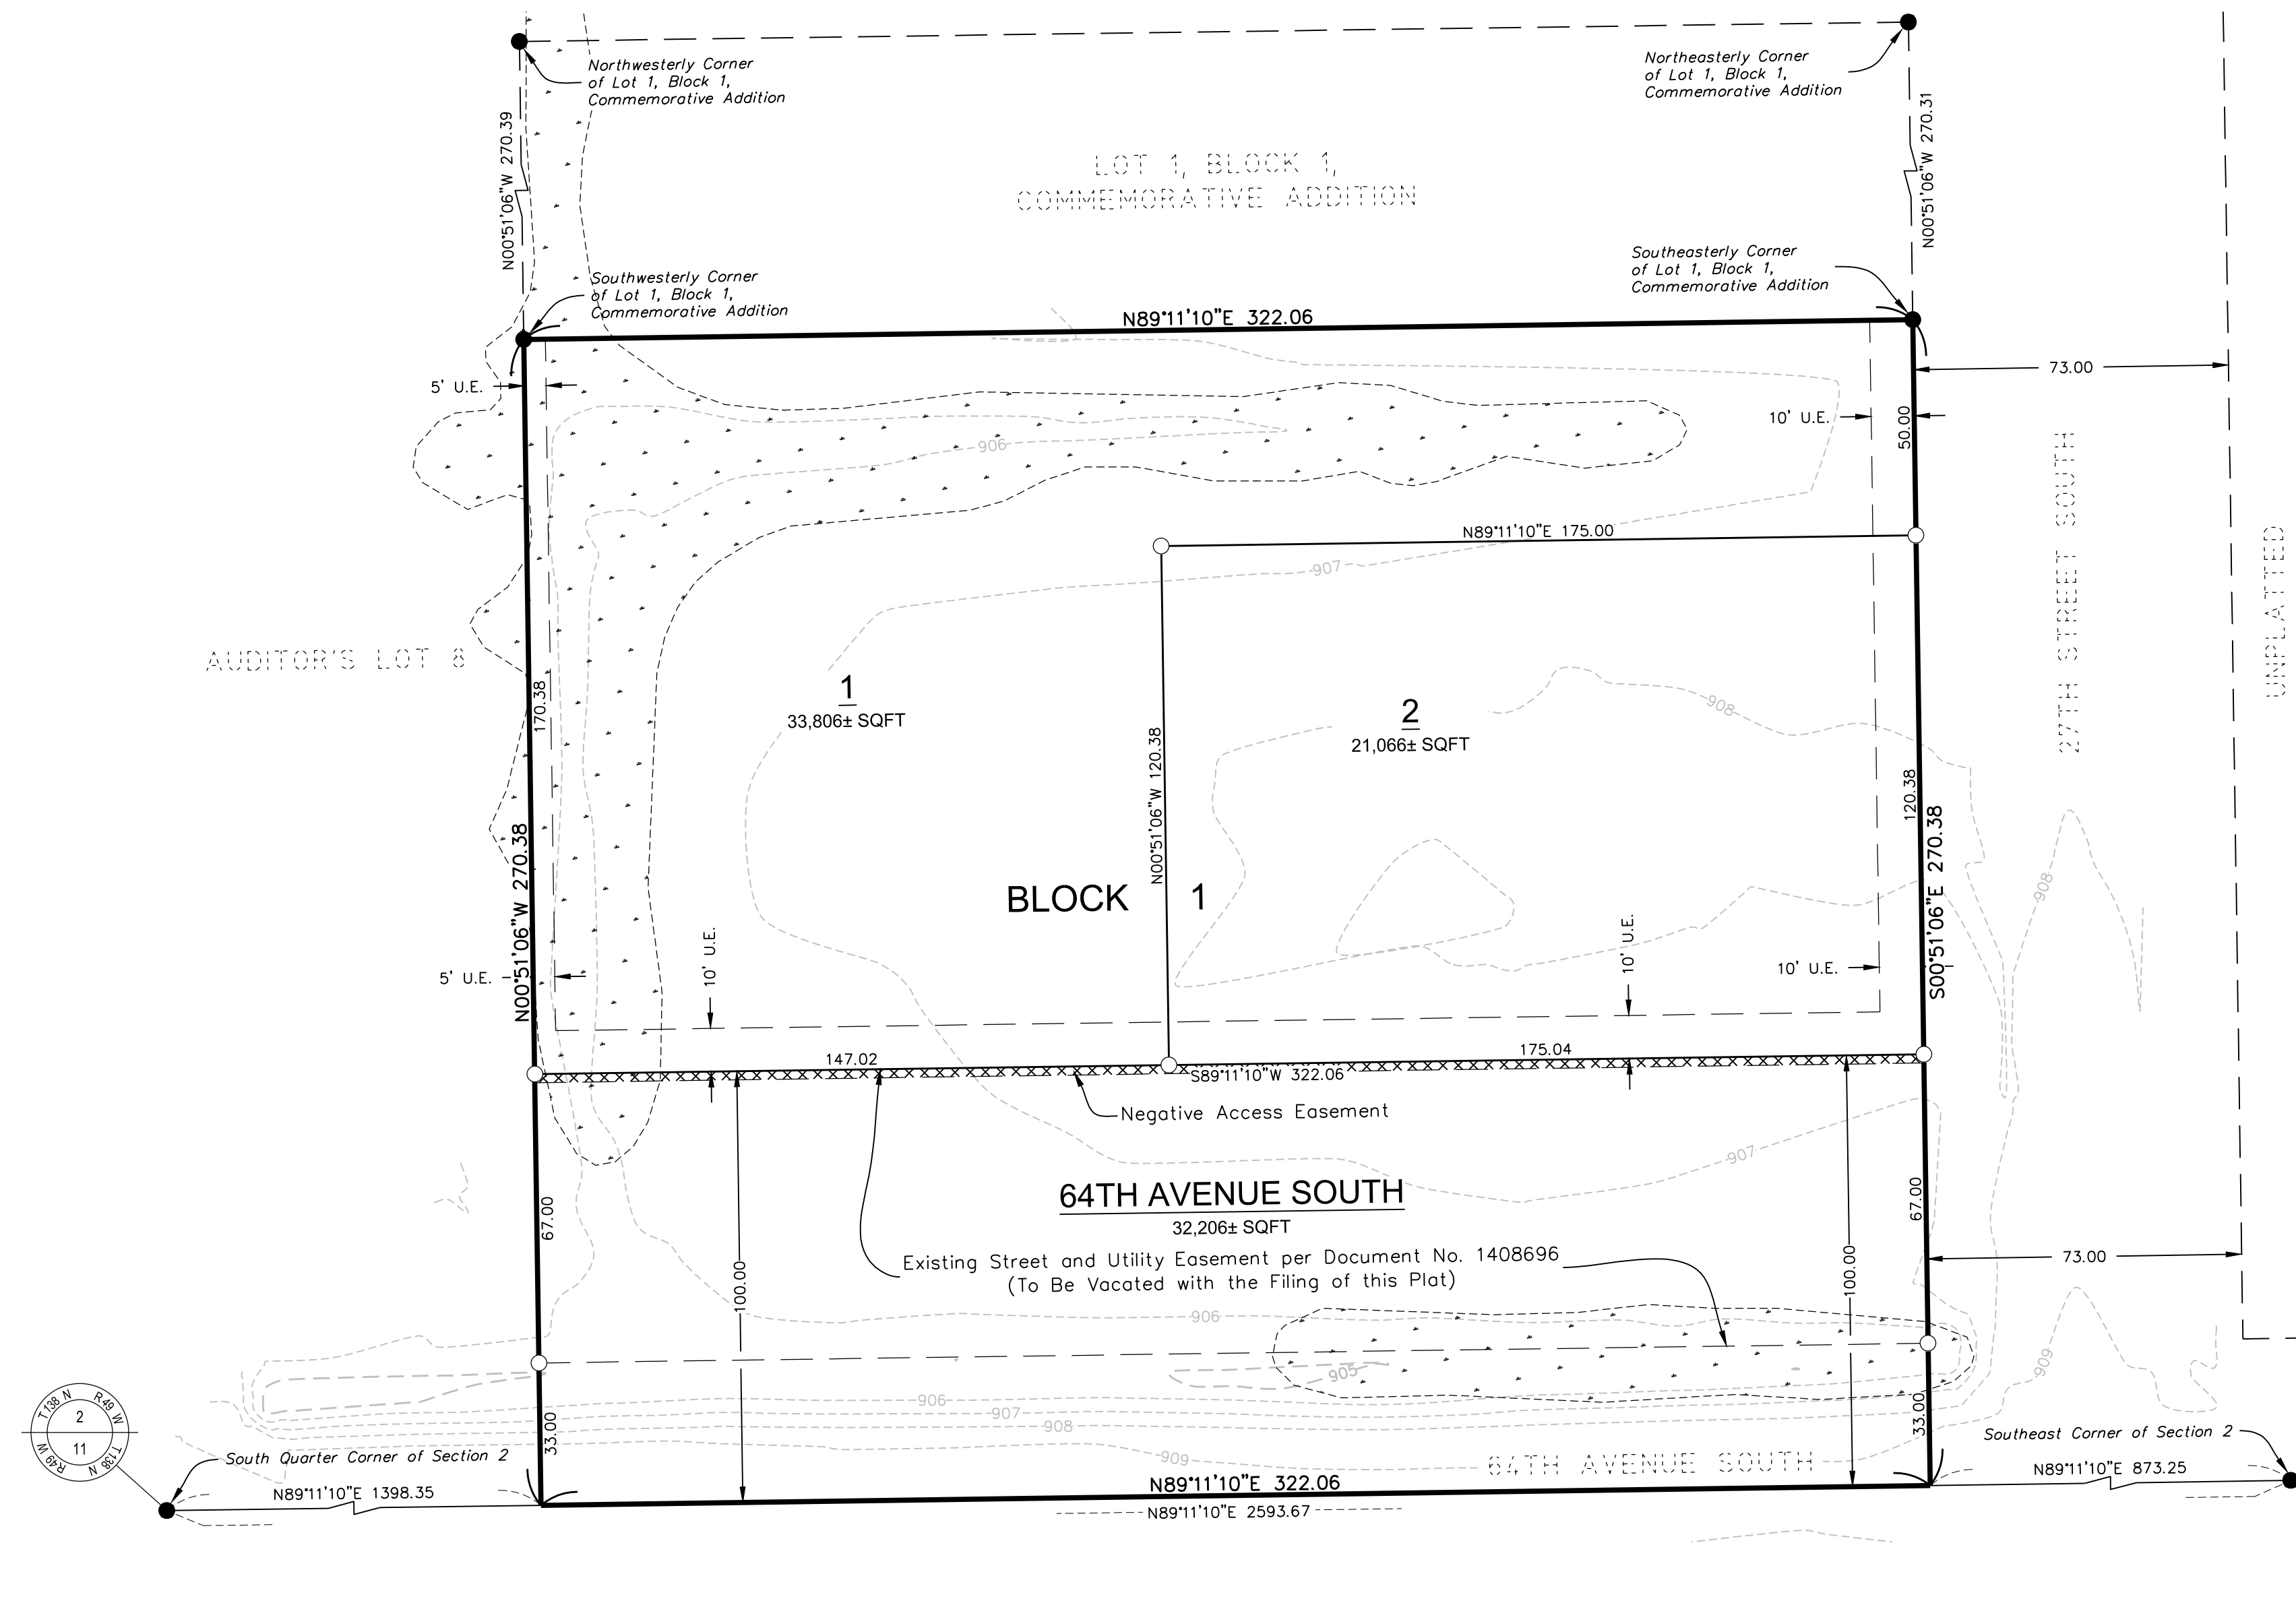 Northwesterly Corner
of Lot 1, Block 1,
Commemorative Addition
Northeasterly Corner
of Lot 1, Block 1,
Commemorative Addition
N00°51'06"W 270.39
N00°51'06"W 270.31
LOT 1, BLOCK 1,
COMMEMORATIVE ADDITION
Southwesterly Corner
of Lot 1, Block 1,
Commemorative Addition
Southeasterly Corner
of Lot 1, Block 1,
Commemorative Addition
N89°11'10"E 322.06
5' U.E.
73.00
10' U.E.
50.00
906
N89°11'10"E 175.00
907
27TH STREET SOUTH
UNPLATTED
AUDITOR'S LOT 8
170.38
1
33,806± SQFT
2
21,066± SQFT
908
N00°51'06"W 120.38
120.38
N00°51'06"W 270.38
S00°51'06"E 270.38
BLOCK 1
908
5' U.E.
10' U.E.
10' U.E.
10' U.E.
147.02
175.04
S89°11'10"W 322.06
Negative Access Easement
907
64TH AVENUE SOUTH
32,206± SQFT
67.00
67.00
Existing Street and Utility Easement per Document No. 1408696
(To Be Vacated with the Filing of this Plat)
100.00
100.00
73.00
906
905
909
906
907
908
909
33.00
33.00
T138 N
R49 W
2
11
R49 W
T138 N
South Quarter Corner of Section 2
64TH AVENUE SOUTH
Southeast Corner of Section 2
N89°11'10"E 1398.35
N89°11'10"E 322.06
N89°11'10"E 873.25
N89°11'10"E 2593.67